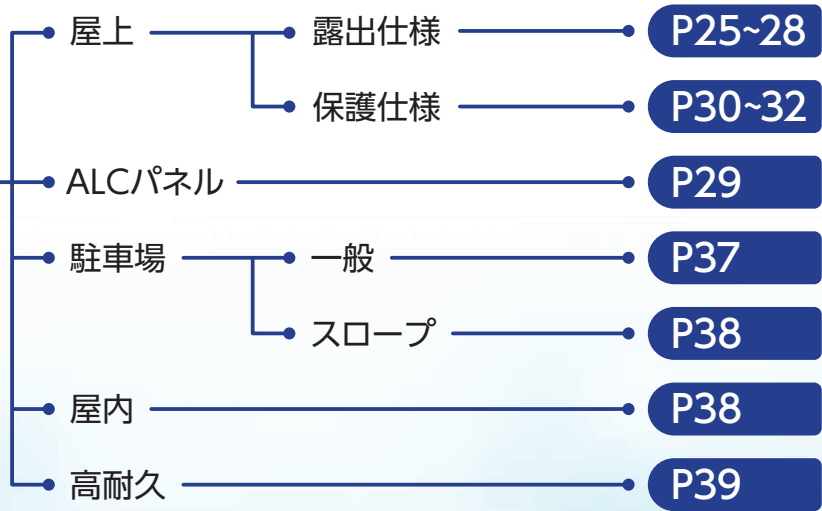 屋上 露出仕様 P25~28
保護仕様 P30~32
ALCパネル P29
駐車場 一般 P37
スロープ P38
屋内 P38
高耐久 P39